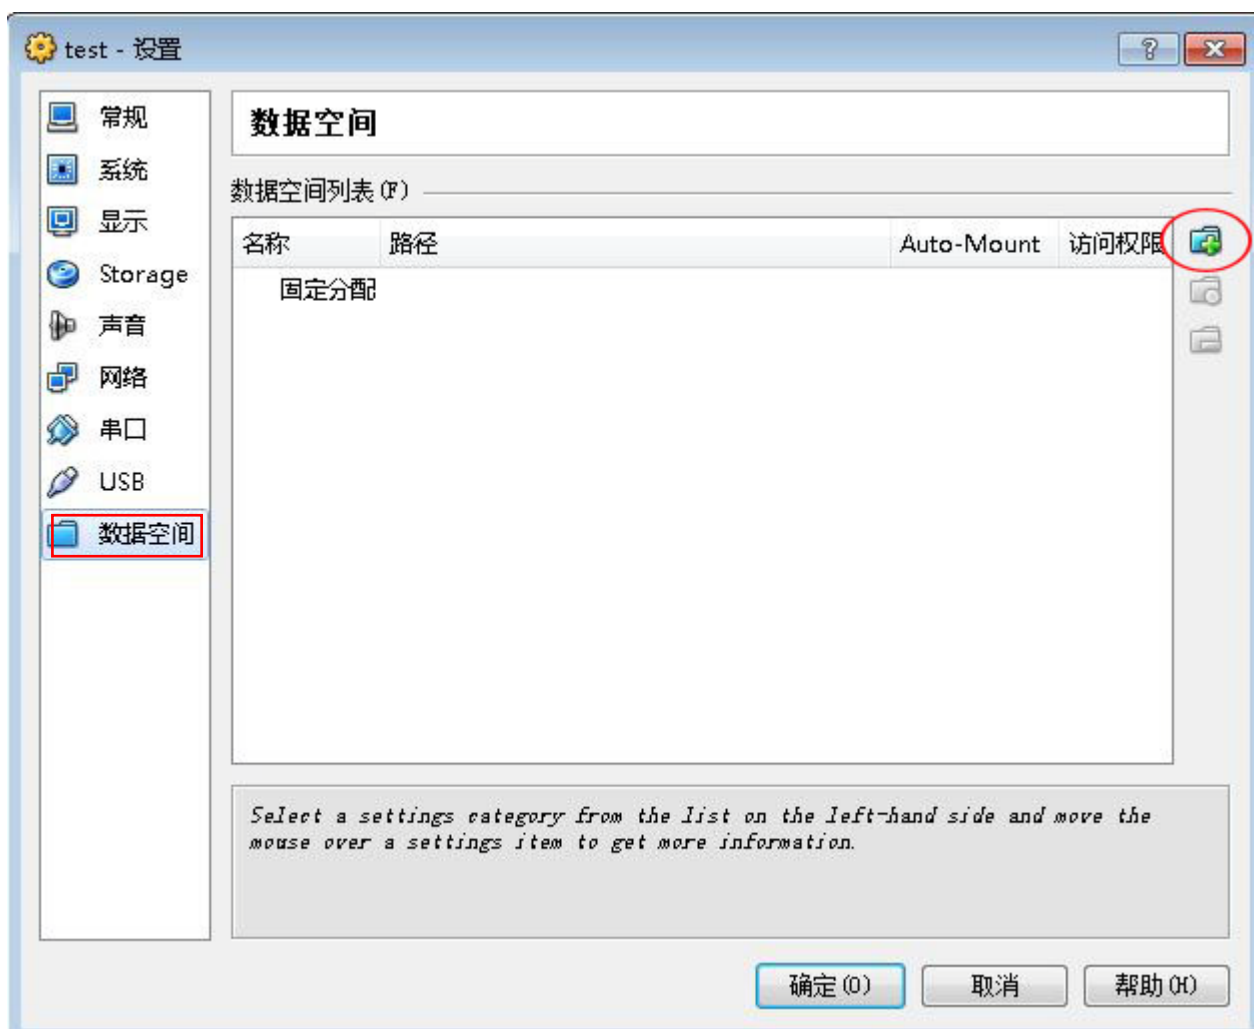 test - 设置
常规
系统
显示
Storage
声音
网络
串口
USB
数据空间
数据空间
数据空间列表(F)
名称 路径 Auto-Mount 访问权限
固定分配
Select a settings category from the list on the left-hand side and move the
mouse over a settings item to get more information.
确定(O) 取消 帮助(H)